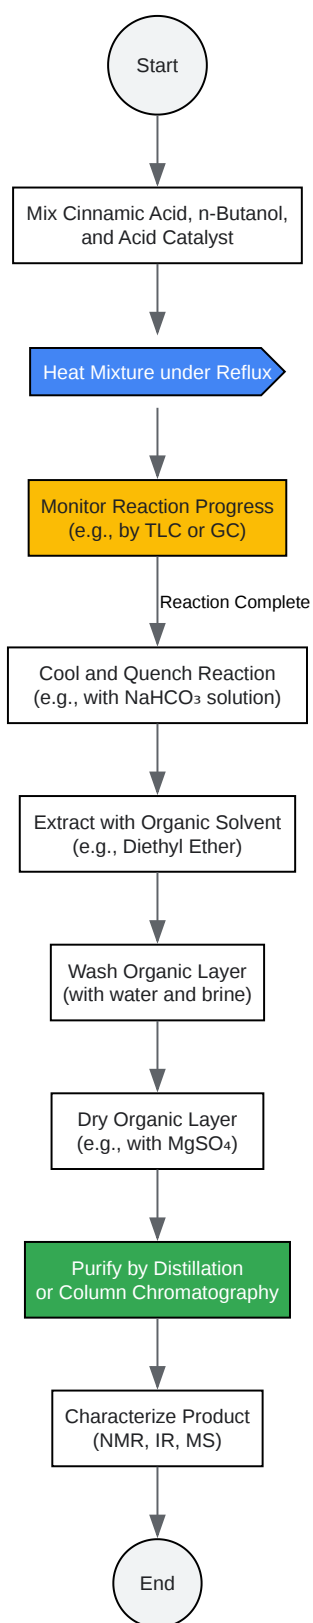 Start
Mix Cinnamic Acid, n-Butanol,
and Acid Catalyst
Heat Mixture under Reflux
Monitor Reaction Progress
(e.g., by TLC or GC)
Reaction Complete
Cool and Quench Reaction
(e.g., with NaHCO₃ solution)
Extract with Organic Solvent
(e.g., Diethyl Ether)
Wash Organic Layer
(with water and brine)
Dry Organic Layer
(e.g., with MgSO₄)
Purify by Distillation
or Column Chromatography
Characterize Product
(NMR, IR, MS)
End